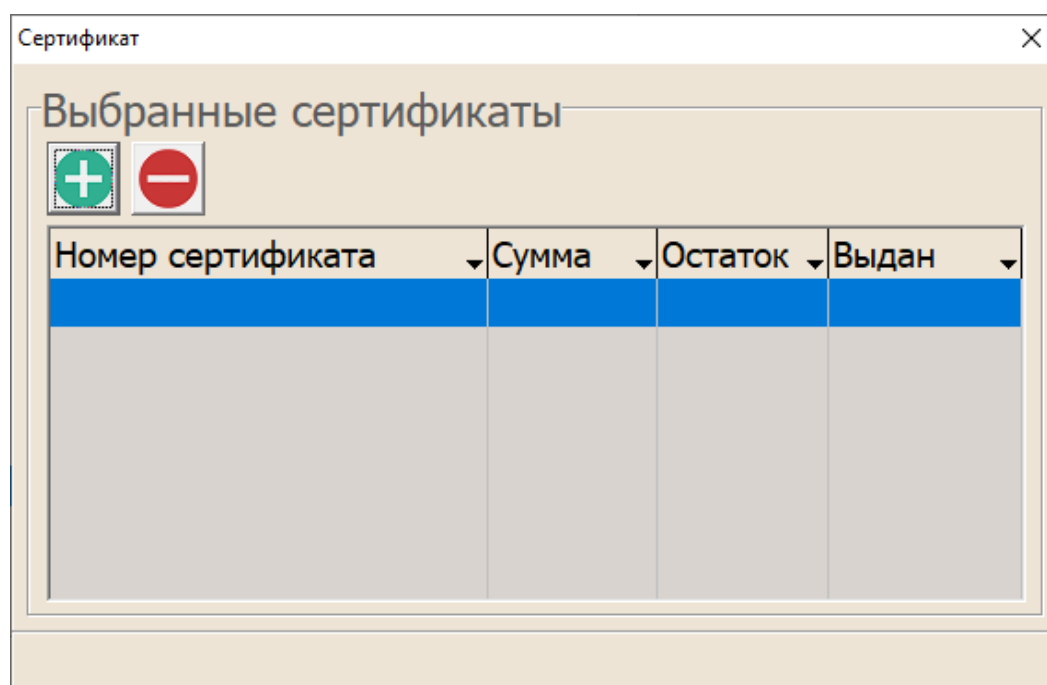 Сертификат
Выбранные сертификаты
Номер сертификата Сумма Остаток Выдан